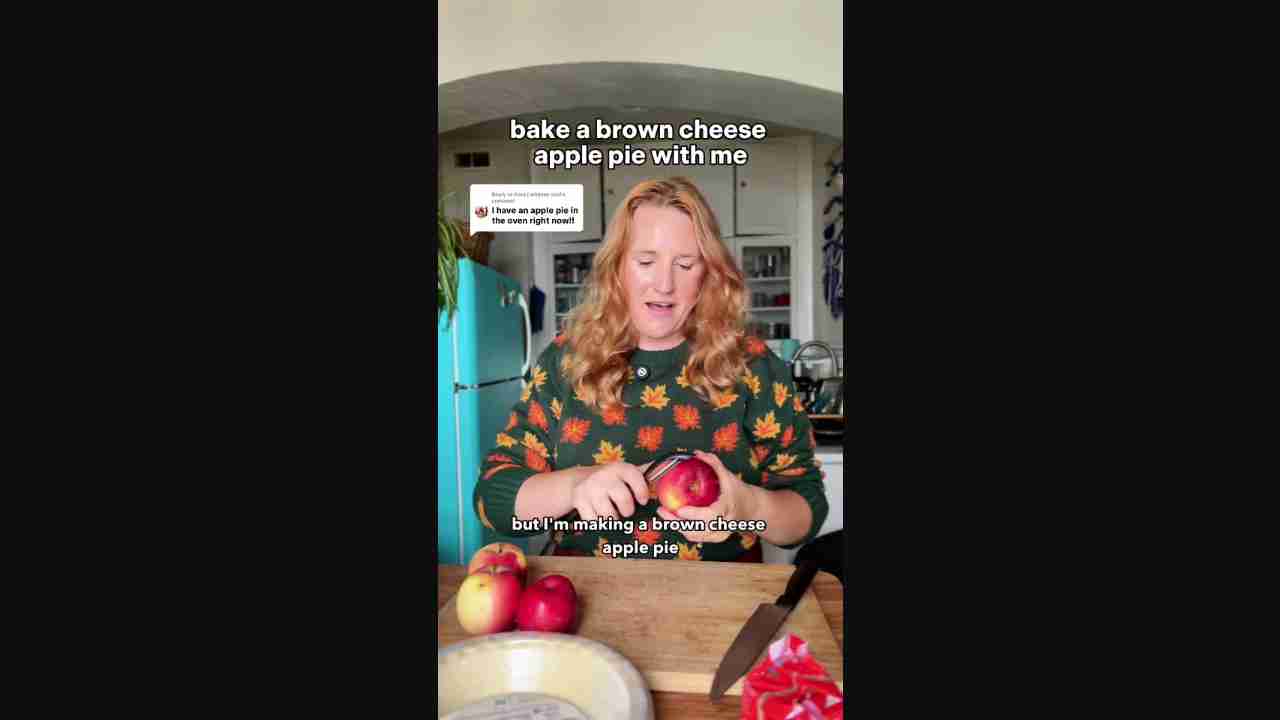 bake a brown cheese
apple pie with me
I have an apple pie in
the oven right now!!
but I'm making a brown cheese
apple pie